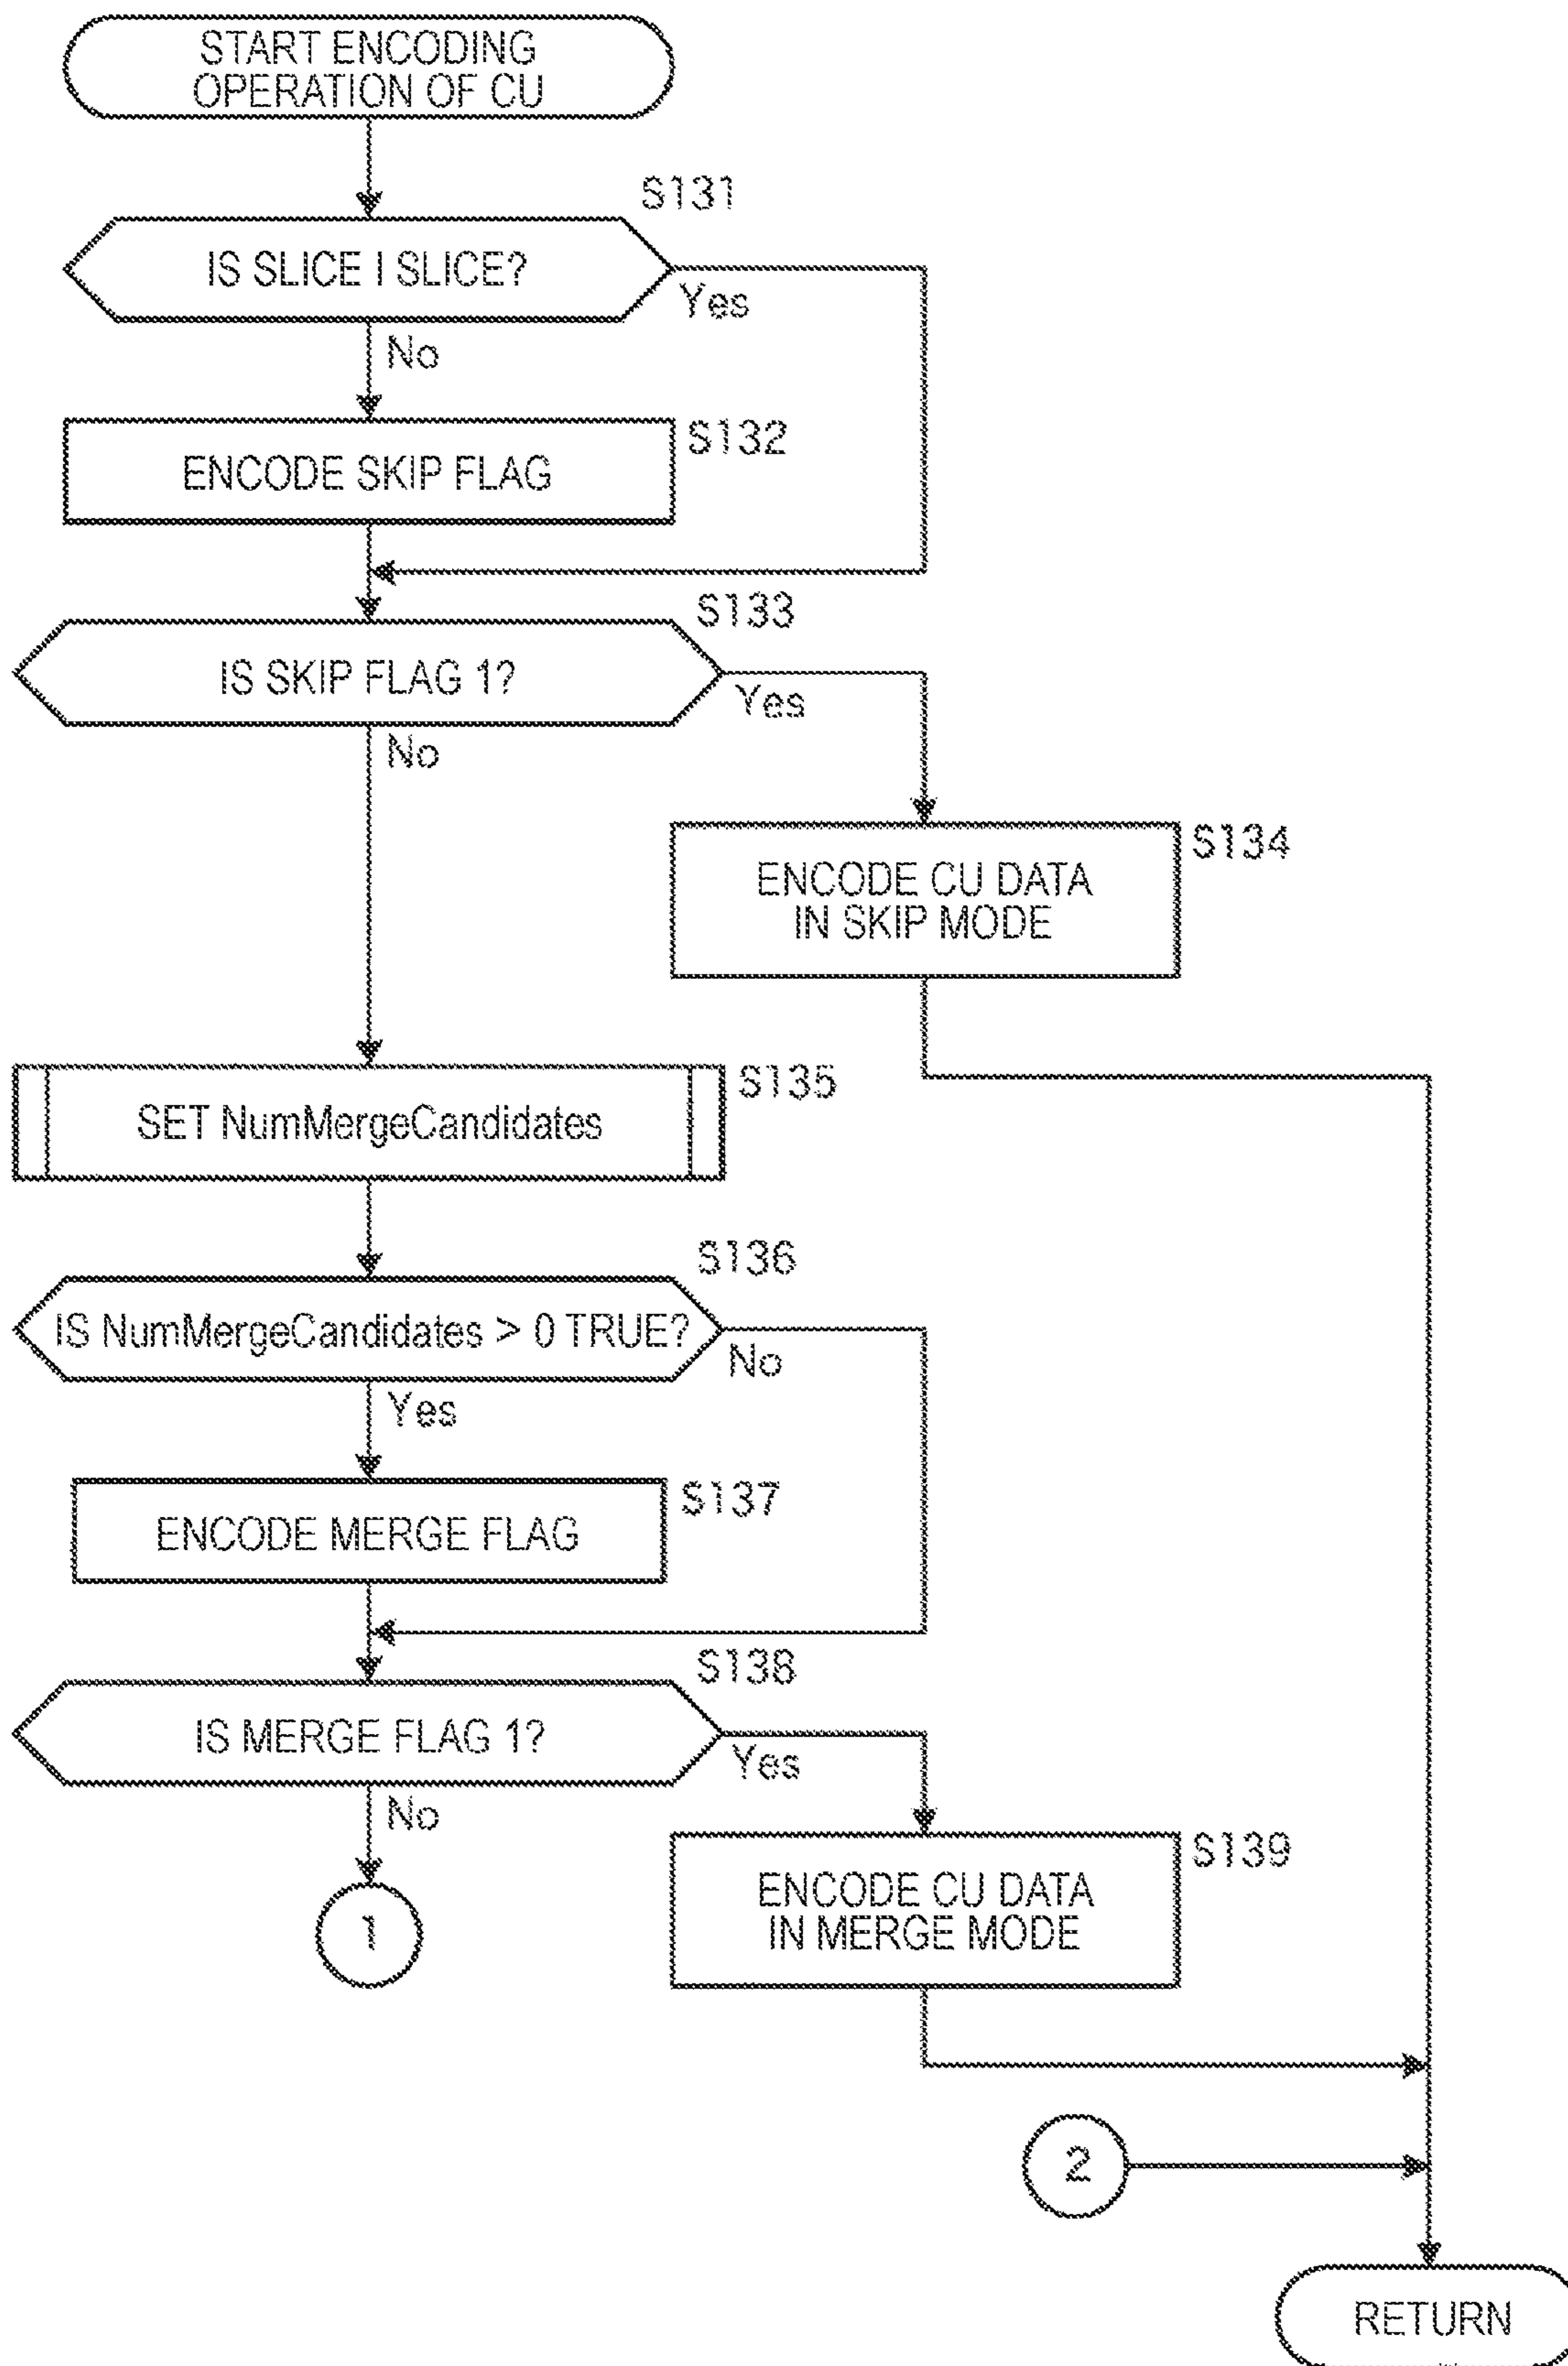 START ENCODING
OPERATION OF CU
S131
IS SLICE I SLICE?
Yes
No
S132
ENCODE SKIP FLAG
S133
IS SKIP FLAG 1?
Yes
No
S134
ENCODE CU DATA
IN SKIP MODE
S135
SET NumMergeCandidates
S136
IS NumMergeCandidates > 0 TRUE?
No
Yes
S137
ENCODE MERGE FLAG
S138
IS MERGE FLAG 1?
Yes
No
S139
ENCODE CU DATA
IN MERGE MODE
1
2
RETURN